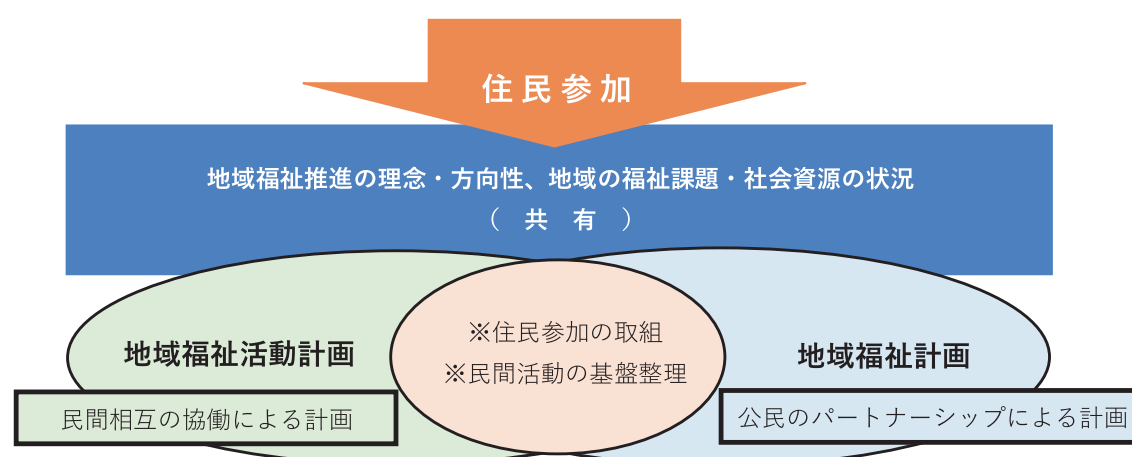 住民参加
地域福祉推進の理念・方向性、地域の福祉課題・社会資源の状況
（　共　有　）
※住民参加の取組
※民間活動の基盤整理
地域福祉活動計画
地域福祉計画
民間相互の協働による計画
公民のパートナーシップによる計画